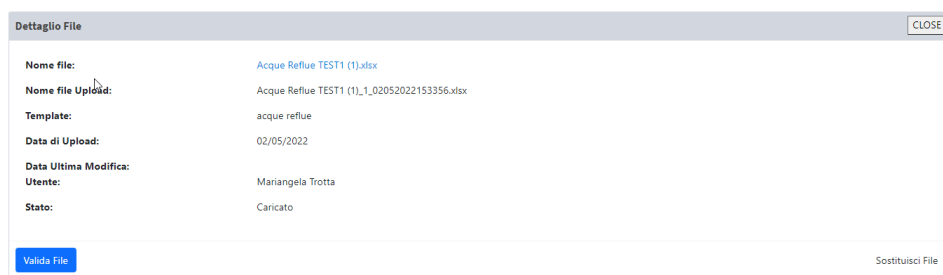 Dettaglio File CLOSE
Nome file: Acque Reflue TEST1 (1).xlsx
Nome file Upload: Acque Reflue TEST1 (1)_1_02052022153356.xlsx
Template: acque reflue
Data di Upload: 02/05/2022
Data Ultima Modifica:
Utente: Mariangela Trotta
Stato: Caricato
Valida File Sostituisci File